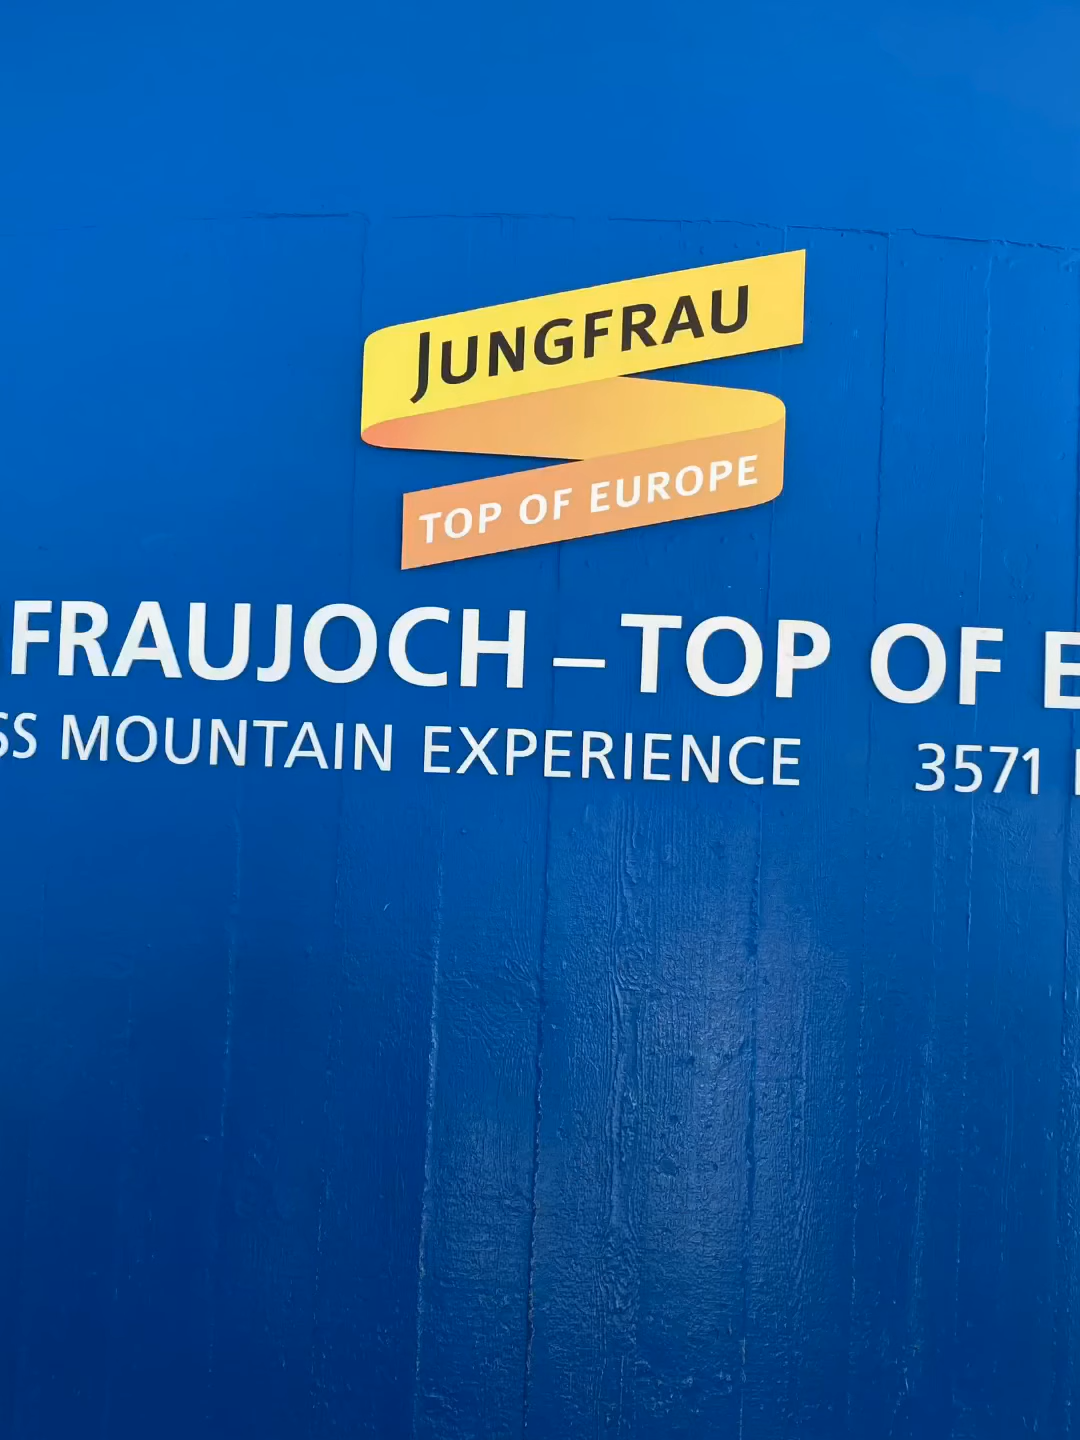 JUNGFRAU
TOP OF EUROPE
FRAUJOCH – TOP OF E
SS MOUNTAIN EXPERIENCE 3571